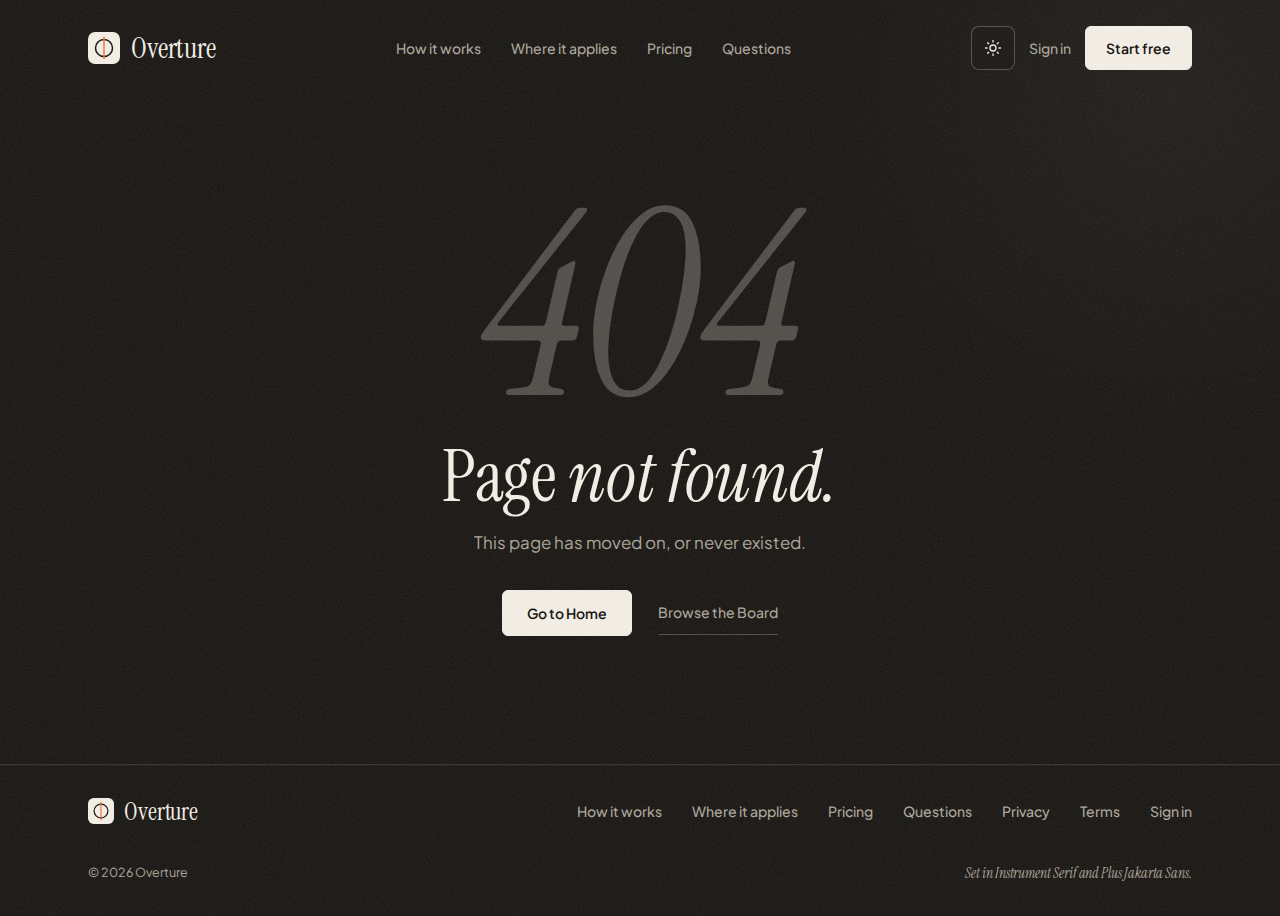 Overture
How it works
Where it applies
Pricing
Questions
Sign in
Start free
404
Page not found.
This page has moved on, or never existed.
Go to Home
Browse the Board
Overture
How it works
Where it applies
Pricing
Questions
Privacy
Terms
Sign in
© 2026 Overture
Set in Instrument Serif and Plus Jakarta Sans.